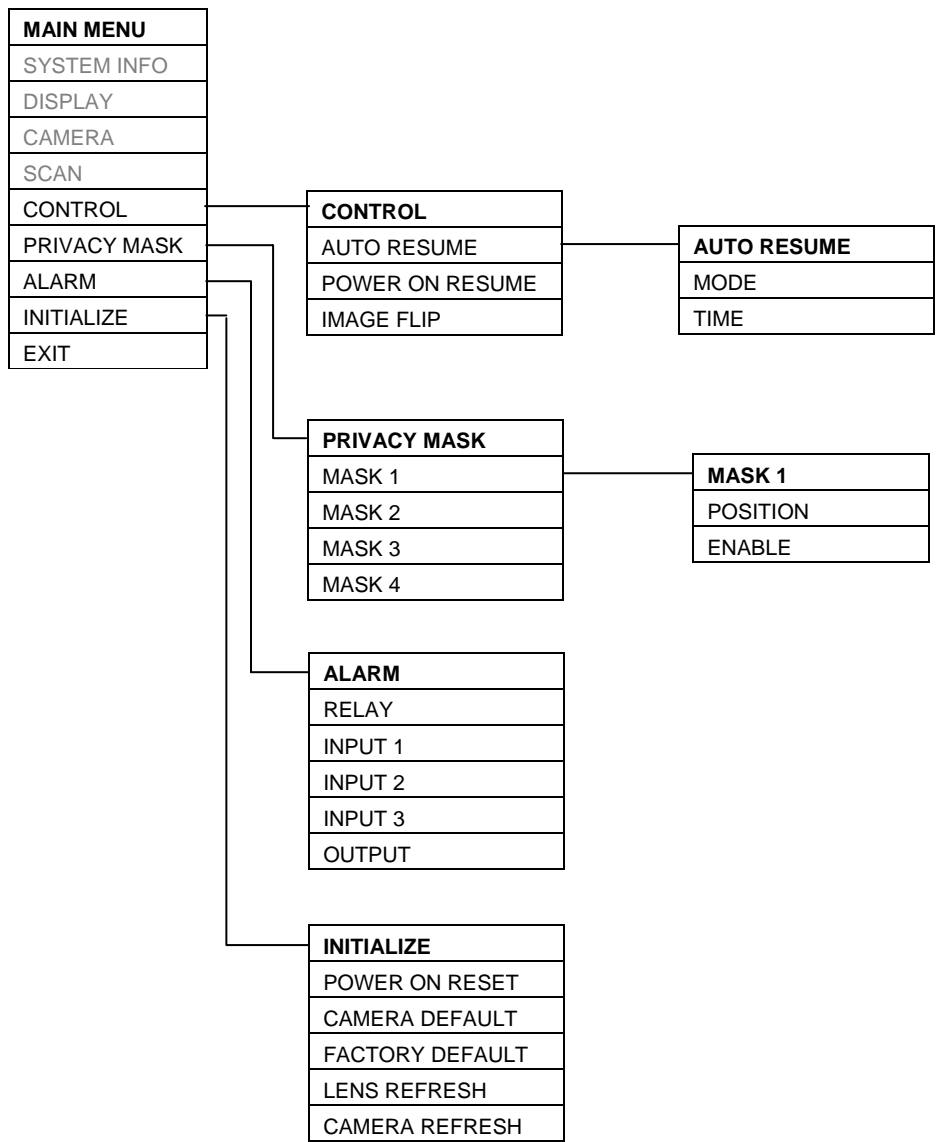 MAIN MENU
SYSTEM INFO
DISPLAY
CAMERA
SCAN
CONTROL
PRIVACY MASK
ALARM
INITIALIZE
EXIT
CONTROL
AUTO RESUME
POWER ON RESUME
IMAGE FLIP
AUTO RESUME
MODE
TIME
PRIVACY MASK
MASK 1
MASK 2
MASK 3
MASK 4
MASK 1
POSITION
ENABLE
ALARM
RELAY
INPUT 1
INPUT 2
INPUT 3
OUTPUT
INITIALIZE
POWER ON RESET
CAMERA DEFAULT
FACTORY DEFAULT
LENS REFRESH
CAMERA REFRESH